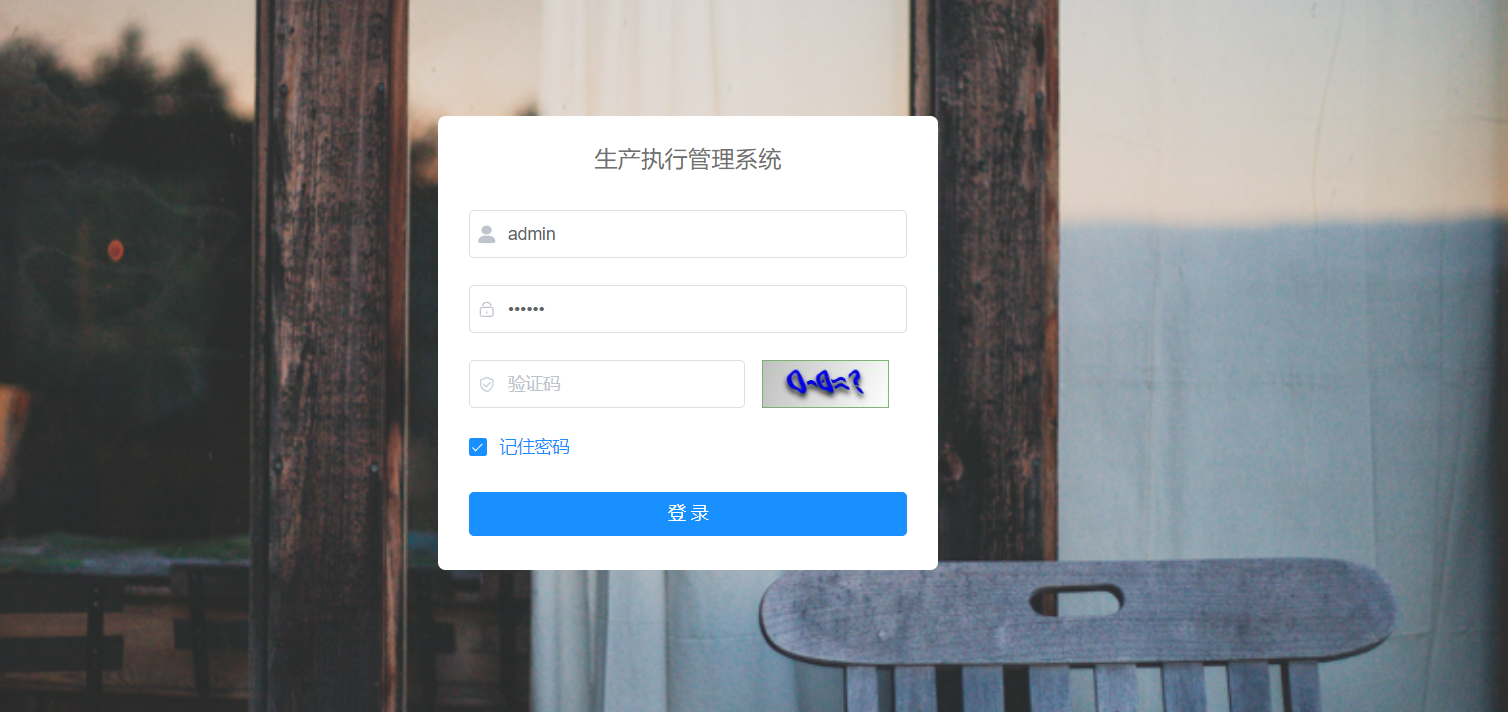 生产执行管理系统
admin
••••••
验证码
0-0=?
记住密码
登 录